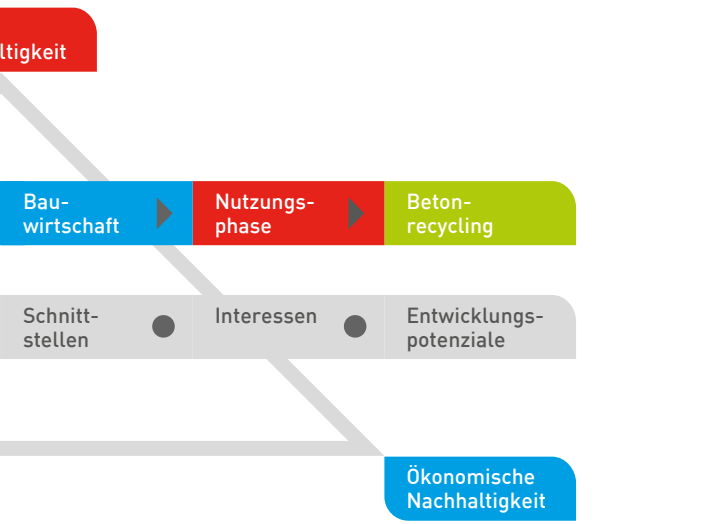 ltigkeit
Bau-
wirtschaft
Nutzungs-
phase
Beton-
recycling
Schnitt-
stellen
Interessen
Entwicklungs-
potenziale
Ökonomische
Nachhaltigkeit